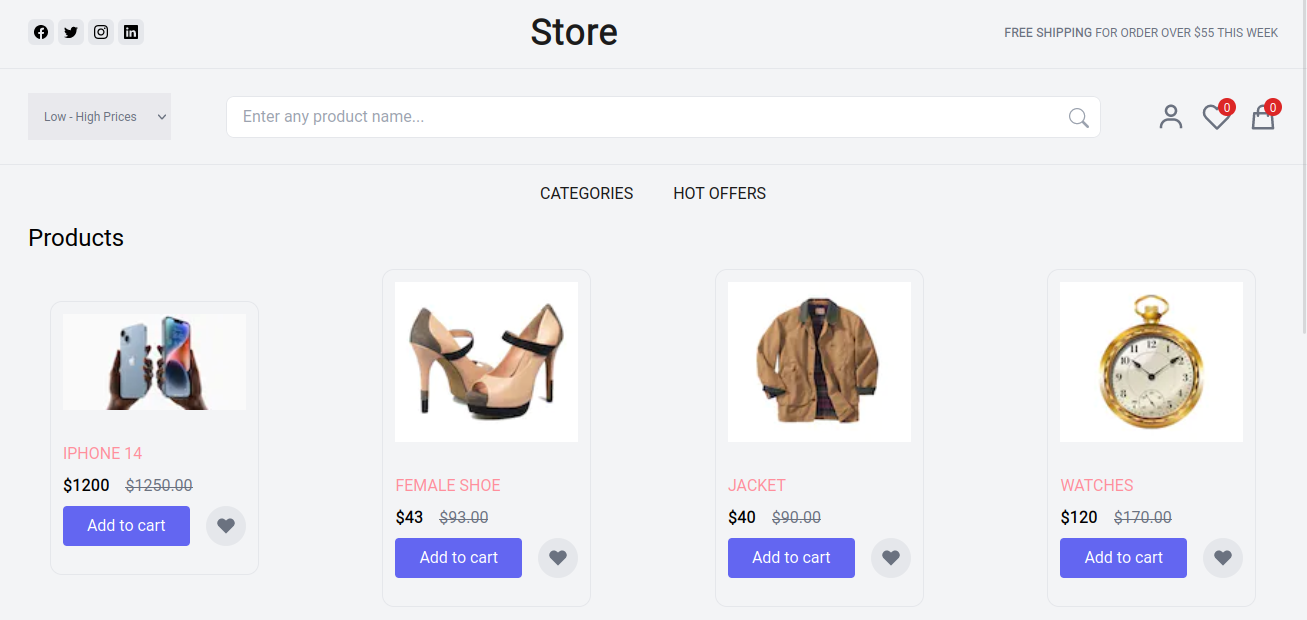 Store
FREE SHIPPING FOR ORDER OVER $55 THIS WEEK
Low - High Prices
Enter any product name...
0
0
CATEGORIES
HOT OFFERS
Products
IPHONE 14
$1200 $1250.00
Add to cart
FEMALE SHOE
$43 $93.00
Add to cart
JACKET
$40 $90.00
Add to cart
WATCHES
$120 $170.00
Add to cart